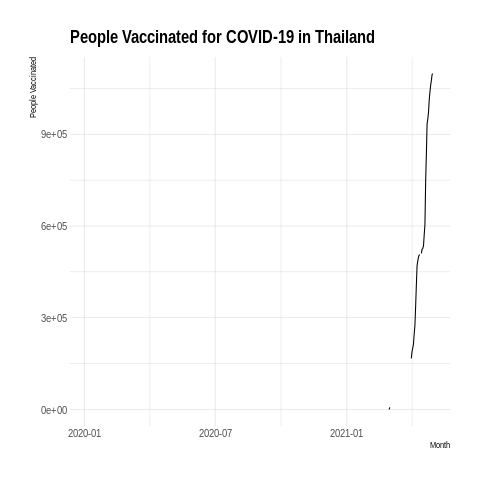 People Vaccinated for COVID-19 in Thailand
People Vaccinated
9e+05
6e+05
3e+05
0e+00
2020-01 2020-07 2021-01
Month